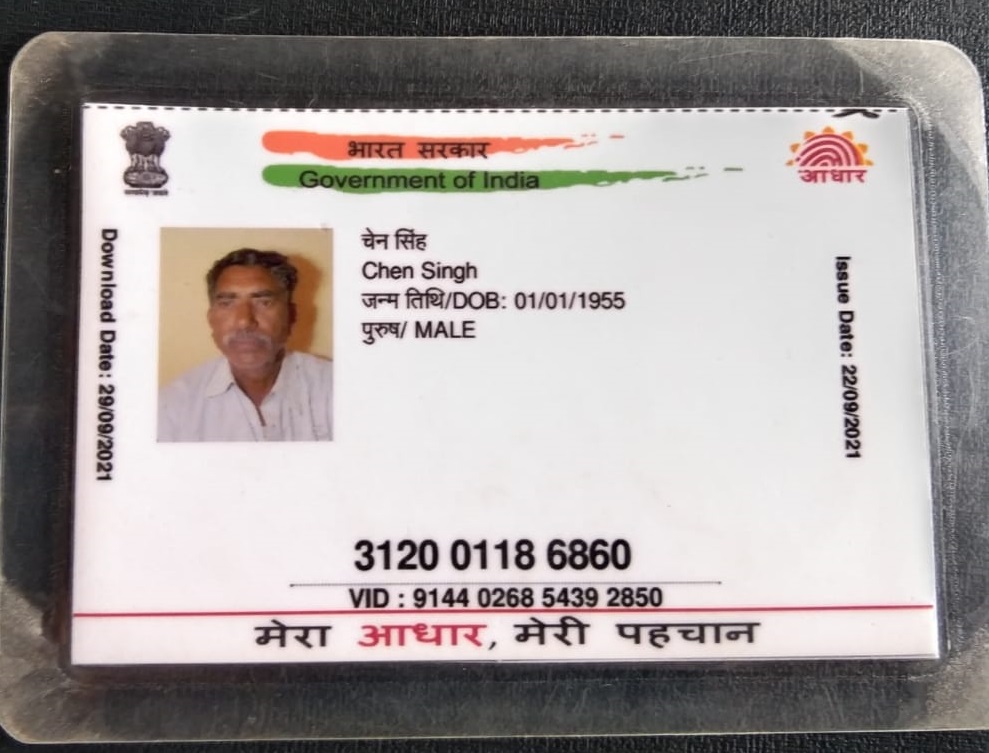 भारत सरकार
Government of India
आधार
Download Date: 29/09/2021
चेन सिंह
Chen Singh
जन्म तिथि/DOB: 01/01/1955
पुरुष/ MALE
Issue Date: 22/09/2021
3120 0118 6860
VID : 9144 0268 5439 2850
मेरा आधार, मेरी पहचान